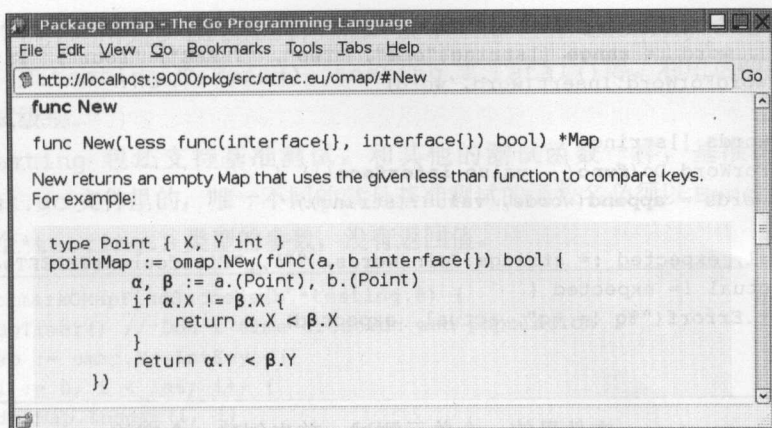 Package omap - The Go Programming Language
File Edit View Go Bookmarks Tools Tabs Help
http://localhost:9000/pkg/src/qtrac.eu/omap/#New Go
func New
func New(less func(interface{}, interface{}) bool) *Map
New returns an empty Map that uses the given less than function to compare keys.
For example:
type Point { X, Y int }
pointMap := omap.New(func(a, b interface{}) bool {
α, β := a.(Point), b.(Point)
if α.X != β.X {
return α.X < β.X
}
return α.Y < β.Y
})